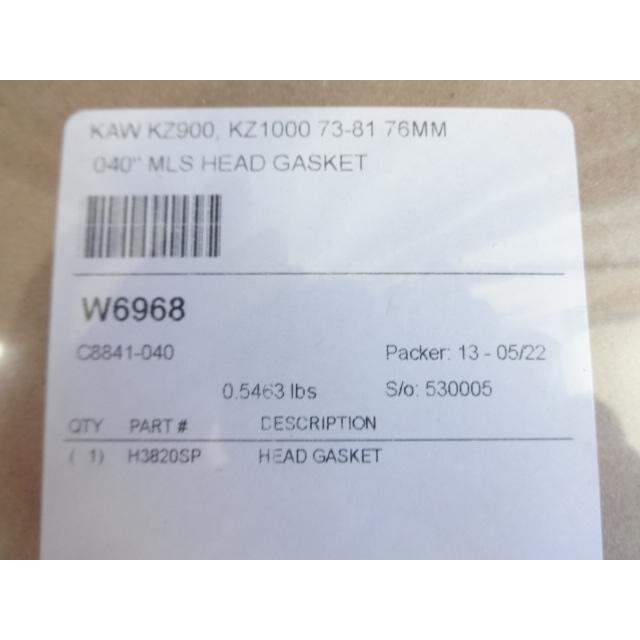 KAW KZ900, KZ1000 73-81 76MM
040" MLS HEAD GASKET
W6968
C8841-040 Packer: 13 - 05/22
0.5463 lbs S/o: 530005
QTY PART # DESCRIPTION
( 1) H3820SP HEAD GASKET